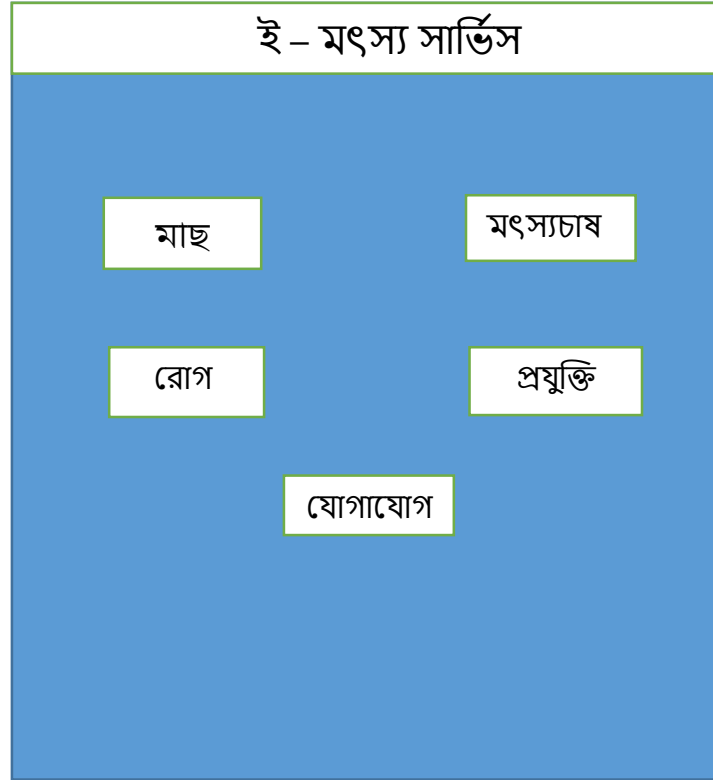 ই – মৎস্য সার্ভিস
মাছ
মৎস্যচাষ
রোগ
প্রযুক্তি
যোগাযোগ